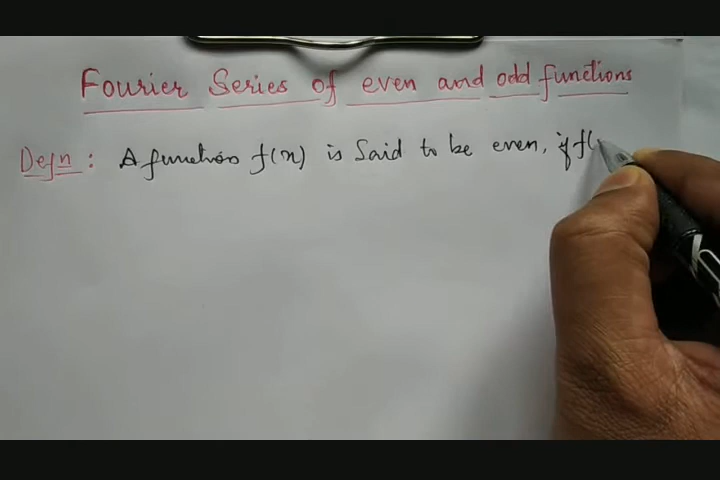 Fourier Series of even and odd functions
Defn: A function f(x) is said to be even, if f(